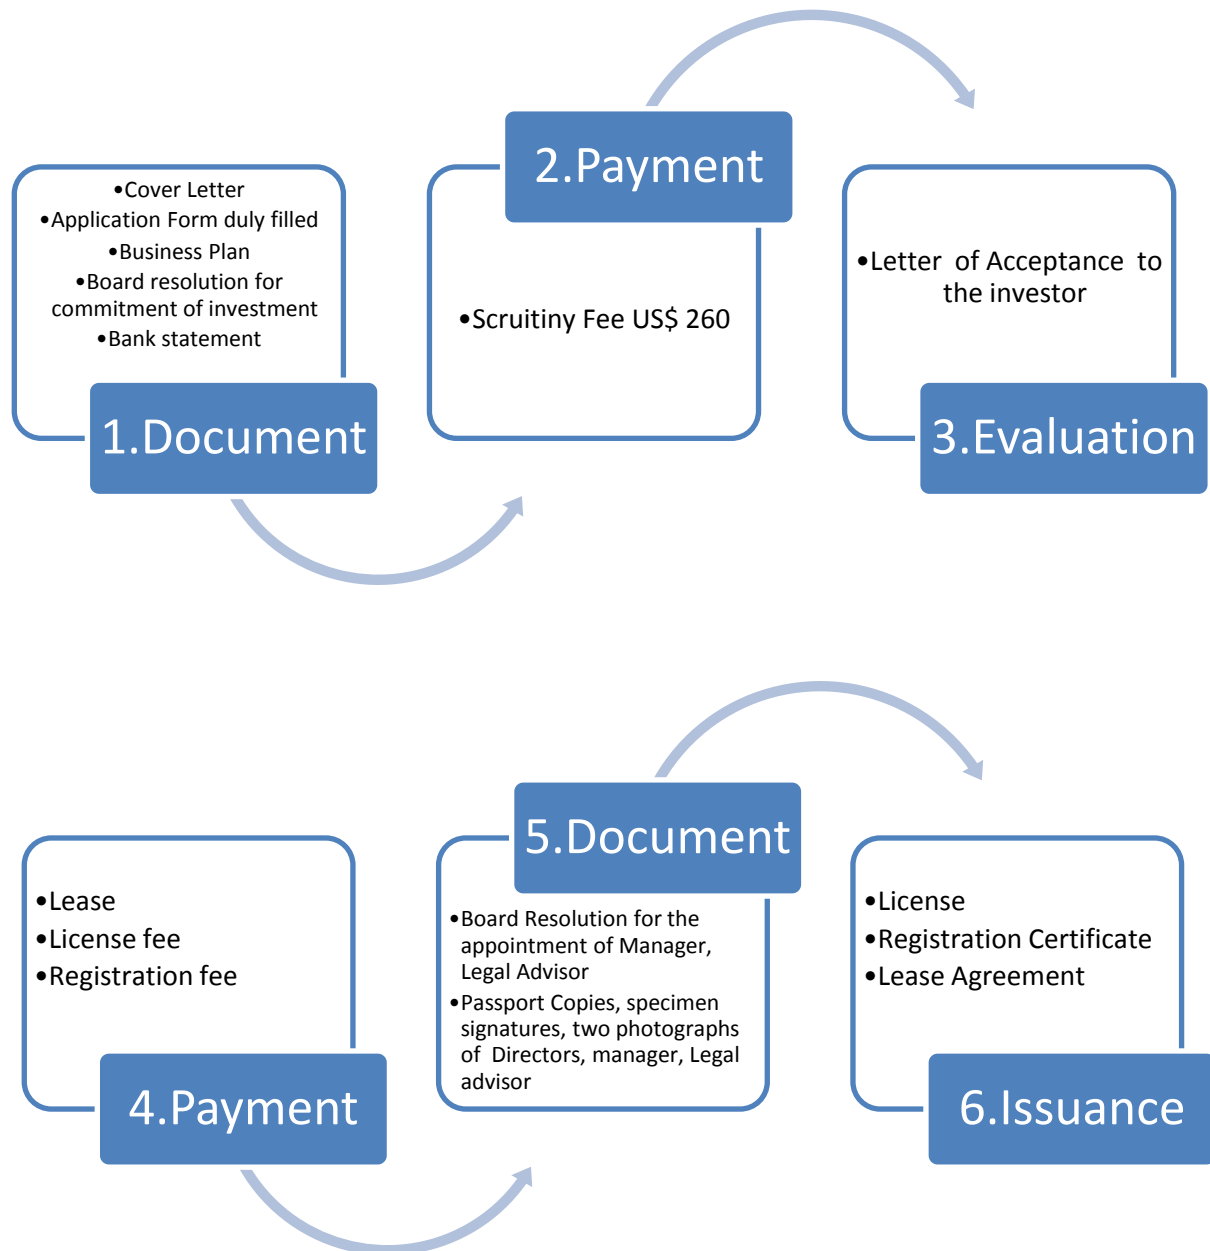 •Cover Letter
•Application Form duly filled
•Business Plan
•Board resolution for
commitment of investment
•Bank statement
1.Document
2.Payment
•Scruitiny Fee US$ 260
•Letter of Acceptance to
the investor
3.Evaluation
•Lease
•License fee
•Registration fee
4.Payment
5.Document
•Board Resolution for the
appointment of Manager,
Legal Advisor
•Passport Copies, specimen
signatures, two photographs
of Directors, manager, Legal
advisor
•License
•Registration Certificate
•Lease Agreement
6.Issuance